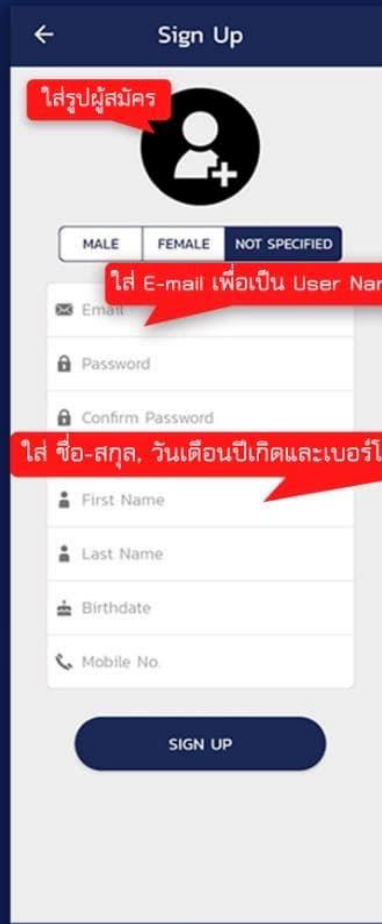 Sign Up
ใส่รูปผู้สมัคร
MALE FEMALE NOT SPECIFIED
ใส่ E-mail เพื่อเป็น User
Email
Password
Confirm Password
ใส่ ชื่อ-สกุล, วันเดือนปีเกิดและเบอร์
First Name
Last Name
Birthdate
Mobile No.
SIGN UP